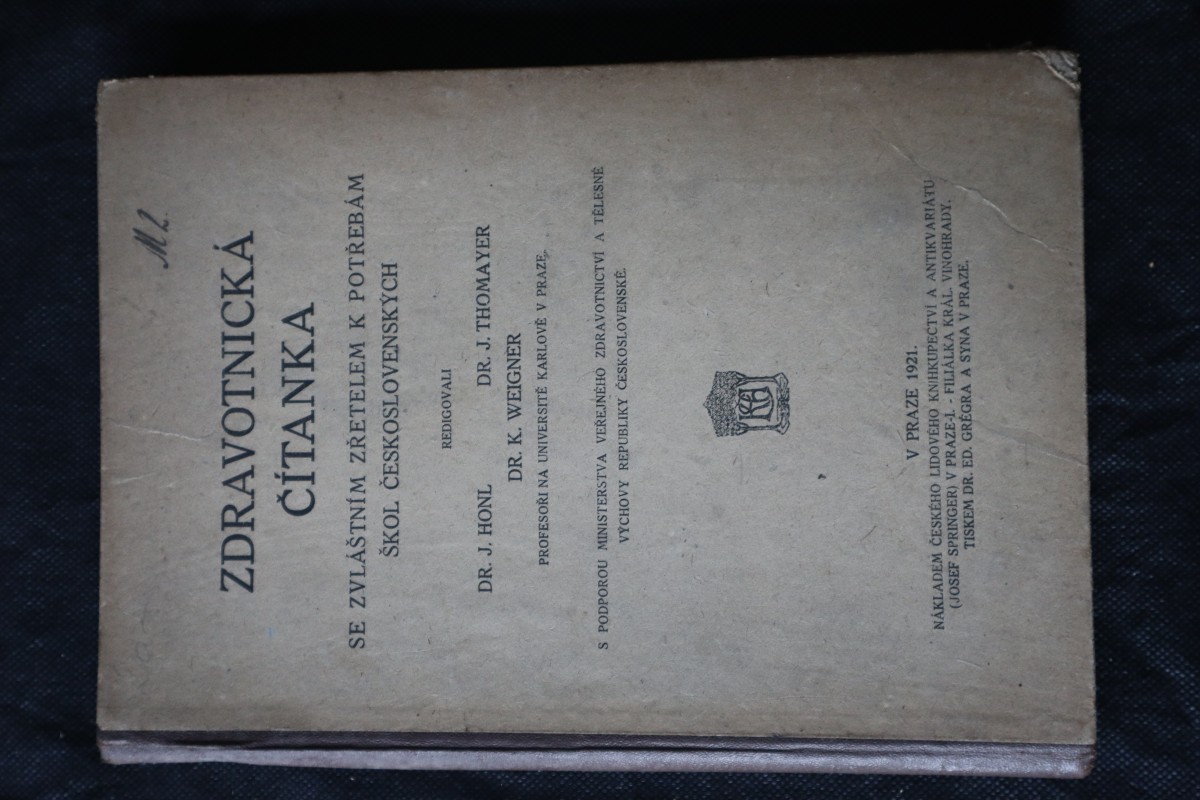 M 2.
ZDRAVOTNICKÁ
ČÍTANKA
SE ZVLÁŠTNÍM ZŘETELEM K POTŘEBÁM
ŠKOL ČESKOSLOVENSKÝCH
REDIGOVALI
DR. J. HONL DR. J. THOMAYER
DR. K. WEIGNER
PROFESOŘI NA UNIVERSITĚ KARLOVĚ V PRAZE.
S PODPOROU MINISTERSTVA VEŘEJNÉHO ZDRAVOTNICTVÍ A TĚLESNÉ
VÝCHOVY REPUBLIKY ČESKOSLOVENSKÉ.
V PRAZE 1921.
NÁKLADEM ČESKÉHO LIDOVÉHO KNIHKUPECTVÍ A ANTIKVARIÁTU
(JOSEF SPRINGER) V PRAZE-I. - FILIÁLKA KRÁL. VINOHRADY.
TISKEM DR. ED. GRÉGRA A SYNA V PRAZE.